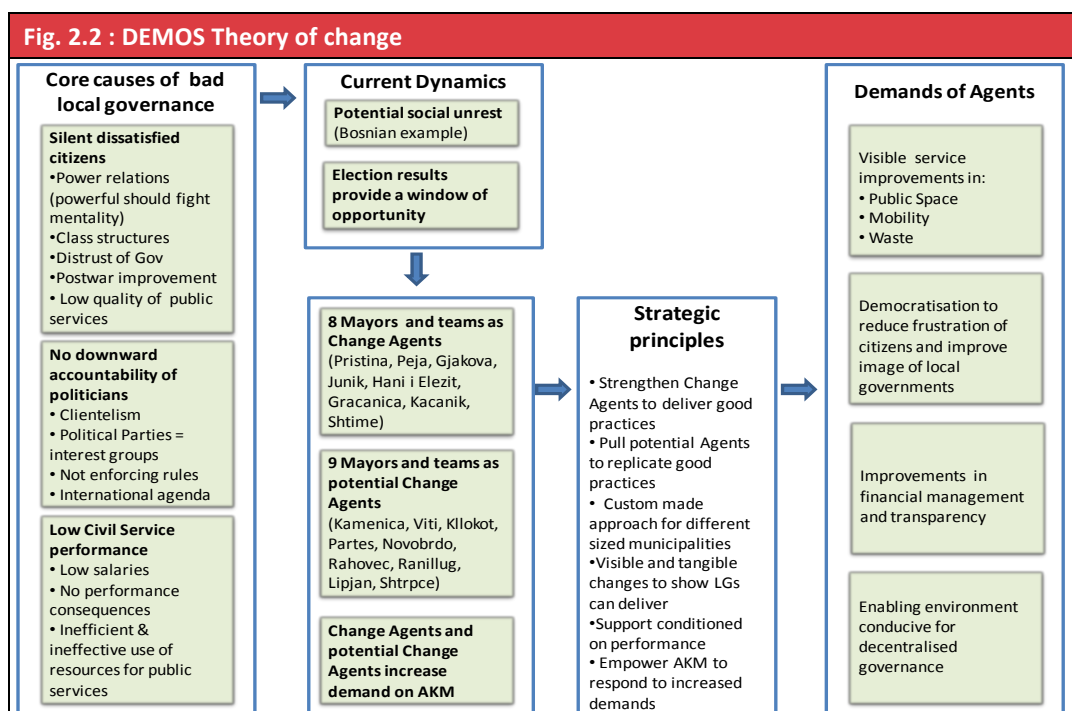 Fig. 2.2 : DEMOS Theory of change
Core causes of bad
local governance
Silent dissatisfied
citizens
•Power relations
(powerful should fight
mentality)
•Class structures
•Distrust of Gov
•Postwar improvement
• Low quality of public
services
No downward
accountability of
politicians
• Clientelism
• Political Parties =
interest groups
• Not enforcing rules
• International agenda
Low Civil Service
performance
• Low salaries
• No performance
consequences
• Inefficient &
ineffective use of
resources for public
services
Current Dynamics
Potential social unrest
(Bosnian example)
Election results
provide a window of
opportunity
8 Mayors and teams as
Change Agents
(Pristina, Peja, Gjakova,
Junik, Hani i Elezit,
Gracanica, Kacanik,
Shtime)
9 Mayors and teams as
potential Change
Agents
(Kamenica, Viti, Kllokot,
Partes, Novobrdo,
Rahovec, Ranillug,
Lipjan, Shtrpce)
Change Agents and
potential Change
Agents increase
demand on AKM
Strategic
principles
• Strengthen Change
Agents to deliver good
practices
• Pull potential Agents
to replicate good
practices
• Custom made
approach for different
sized municipalities
•Visible and tangible
changes to show LGs
can deliver
•Support conditioned
on performance
• Empower AKM to
respond to increased
demands
Demands of Agents
Visible service
improvements in:
• Public Space
• Mobility
• Waste
Democratisation to
reduce frustration of
citizens and improve
image of local
governments
Improvements in
financial management
and transparency
Enabling environment
conducive for
decentralised
governance